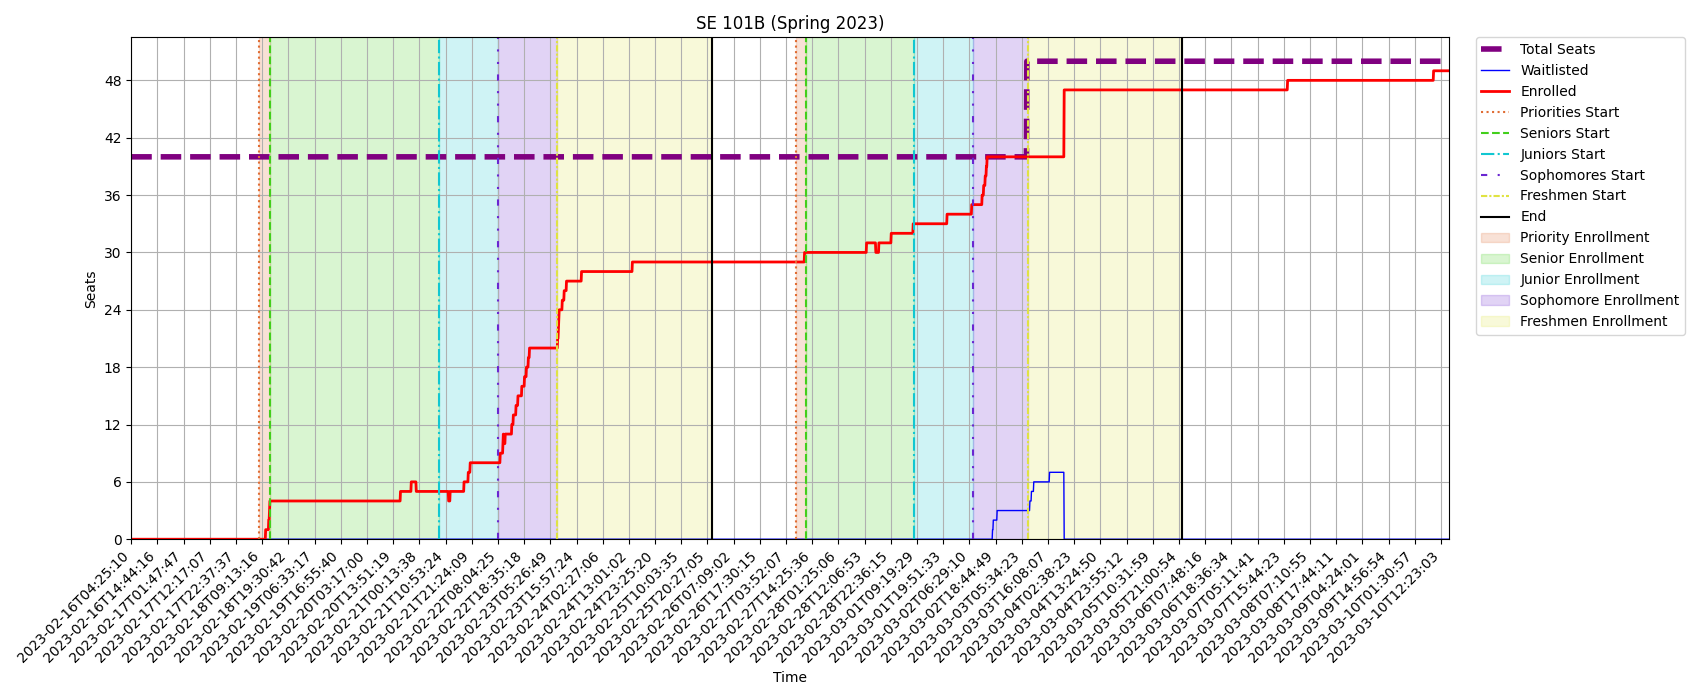 SE 101B (Spring 2023)
Seats
48
42
36
30
24
18
12
6
0
2023-02-16T04:25:10
2023-02-16T14:44:16
2023-02-17T01:47:47
2023-02-17T12:17:07
2023-02-17T22:37:37
2023-02-18T09:13:16
2023-02-18T19:30:42
2023-02-19T06:33:17
2023-02-19T16:55:40
2023-02-20T03:17:00
2023-02-20T13:51:19
2023-02-21T00:13:38
2023-02-21T11:53:24
2023-02-21T21:24:09
2023-02-22T08:04:25
2023-02-22T18:35:18
2023-02-23T05:26:49
2023-02-23T15:57:24
2023-02-24T02:27:06
2023-02-24T13:01:02
2023-02-24T23:25:20
2023-02-25T10:03:35
2023-02-25T20:27:05
2023-02-26T07:09:02
2023-02-26T17:30:15
2023-02-27T03:52:07
2023-02-27T14:25:36
2023-02-28T01:25:06
2023-02-28T12:06:53
2023-02-28T22:36:15
2023-03-01T09:19:29
2023-03-01T19:51:33
2023-03-02T06:29:10
2023-03-02T18:44:49
2023-03-03T05:34:23
2023-03-03T16:08:07
2023-03-04T02:38:23
2023-03-04T13:24:50
2023-03-04T23:55:12
2023-03-05T10:31:59
2023-03-05T21:00:54
2023-03-06T07:48:16
2023-03-06T18:36:34
2023-03-07T05:11:41
2023-03-07T15:44:23
2023-03-08T07:10:55
2023-03-08T17:44:11
2023-03-09T04:24:01
2023-03-09T14:56:54
2023-03-10T01:30:57
2023-03-10T12:23:03
Time
Total Seats
Waitlisted
Enrolled
Priorities Start
Seniors Start
Juniors Start
Sophomores Start
Freshmen Start
End
Priority Enrollment
Senior Enrollment
Junior Enrollment
Sophomore Enrollment
Freshmen Enrollment